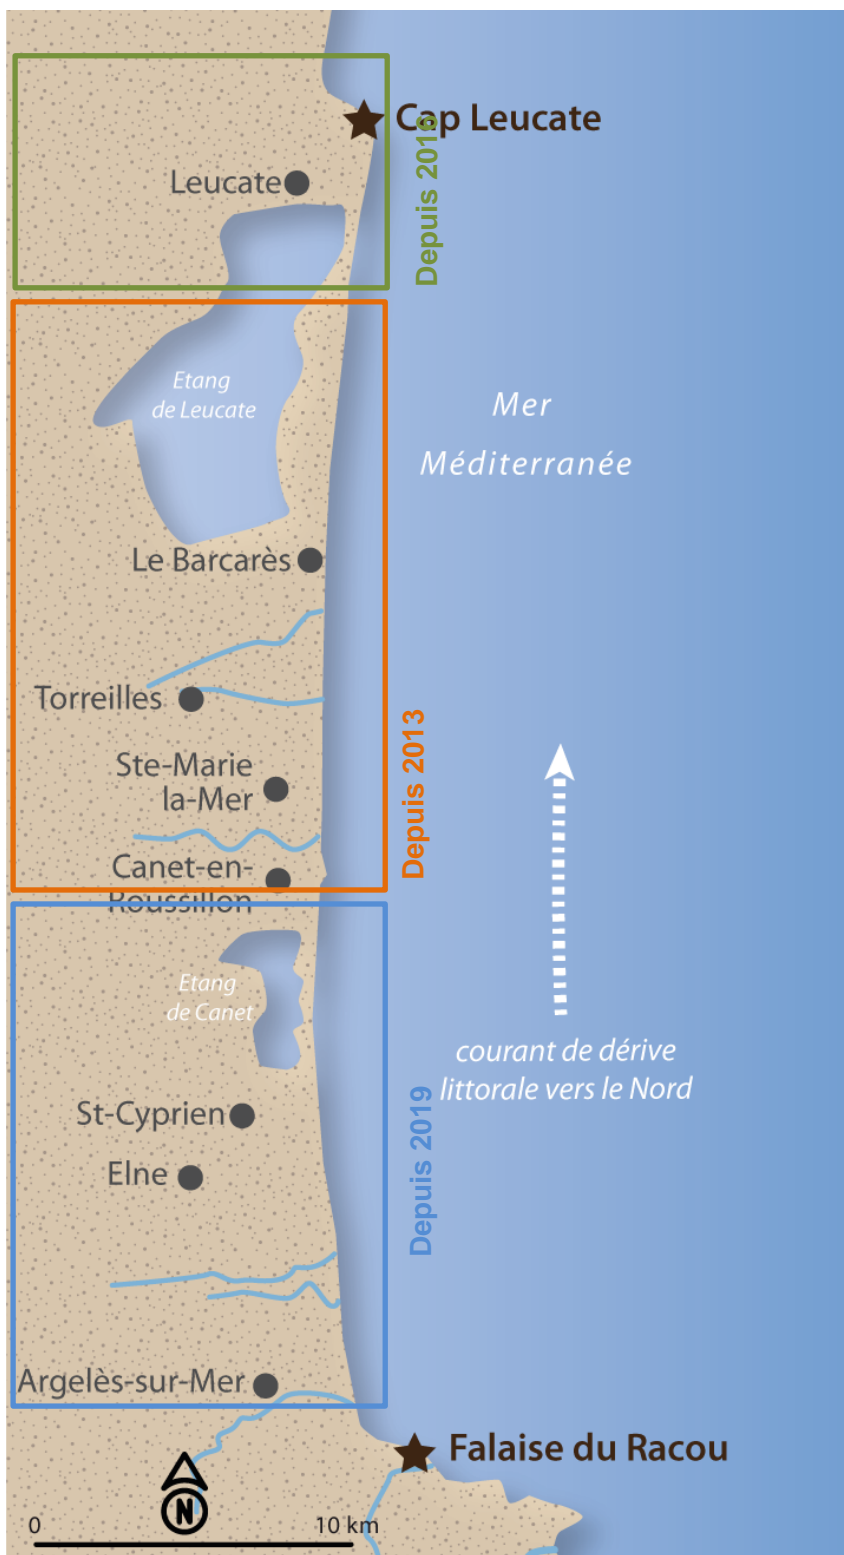 Cap Leucate
Leucate
Depuis 2016
Etang
de Leucate
Mer
Méditerranée
Le Barcarès
Torreilles
Ste-Marie
la-Mer
Depuis 2013
Canet-en-
Roussillon
Etang
de Canet
courant de dérive
littorale vers le Nord
St-Cyprien
Depuis 2019
Elne
Argelès-sur-Mer
Falaise du Racou
N
0 10 km